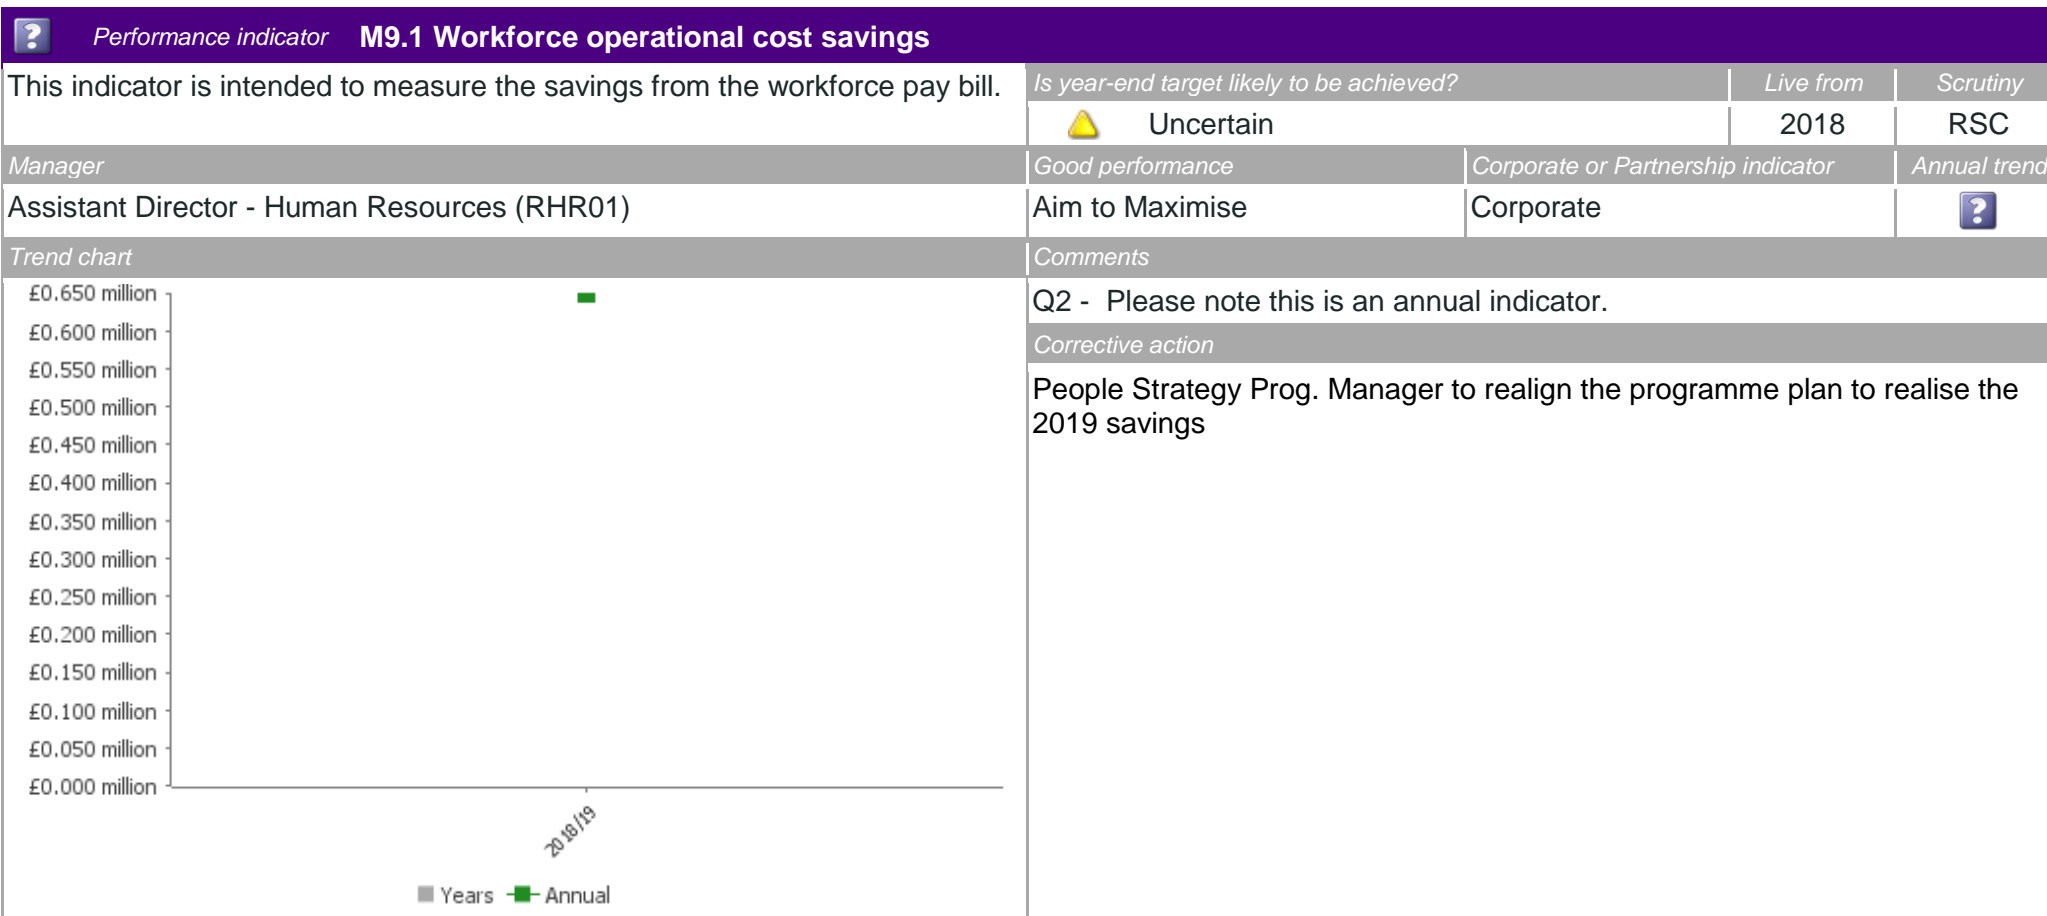 Performance indicator M9.1 Workforce operational cost savings
This indicator is intended to measure the savings from the workforce pay bill.
Is year-end target likely to be achieved?
Live from
Scrutiny
Uncertain
2018
RSC
Manager
Good performance
Corporate or Partnership indicator
Annual trend
Assistant Director - Human Resources (RHR01)
Aim to Maximise
Corporate
Trend chart
Comments
£0.650 million
£0.600 million
£0.550 million
£0.500 million
£0.450 million
£0.400 million
£0.350 million
£0.300 million
£0.250 million
£0.200 million
£0.150 million
£0.100 million
£0.050 million
£0.000 million
2018/19
Years Annual
Q2 - Please note this is an annual indicator.
Corrective action
People Strategy Prog. Manager to realign the programme plan to realise the
2019 savings